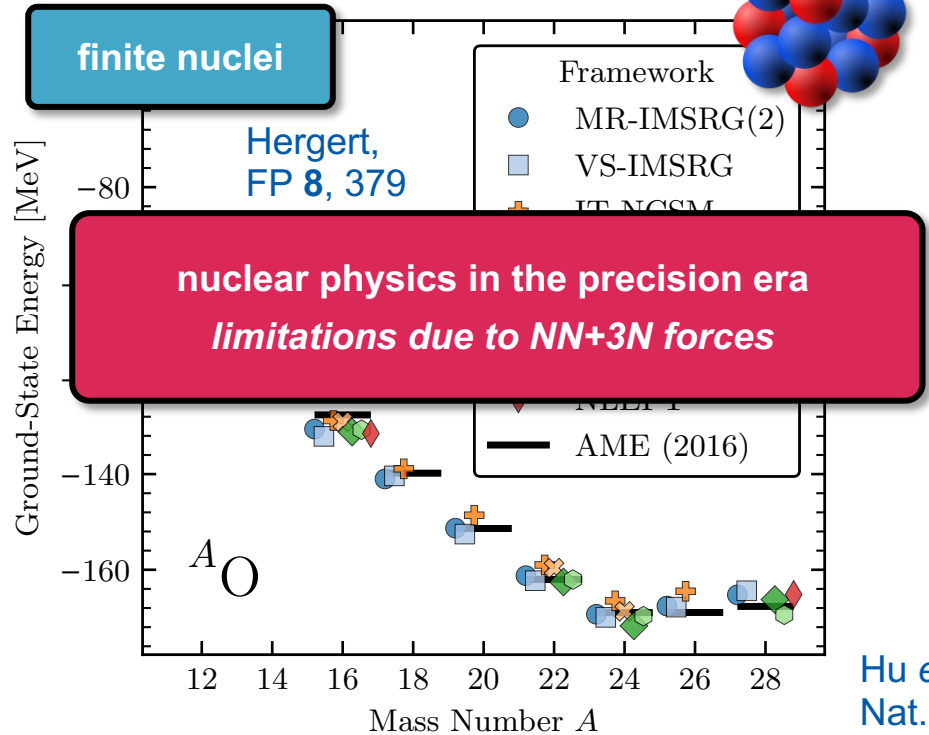 finite nuclei
Hergert,
FP 8, 379
Framework
MR-IMSRG(2)
VS-IMSRG
nuclear physics in the precision era
limitations due to NN+3N forces
AME (2016)
Ground-State Energy [MeV]
−80
−140
−160
AO
12 14 16 18 20 22 24 26 28
Mass Number A
Hu
Nat.